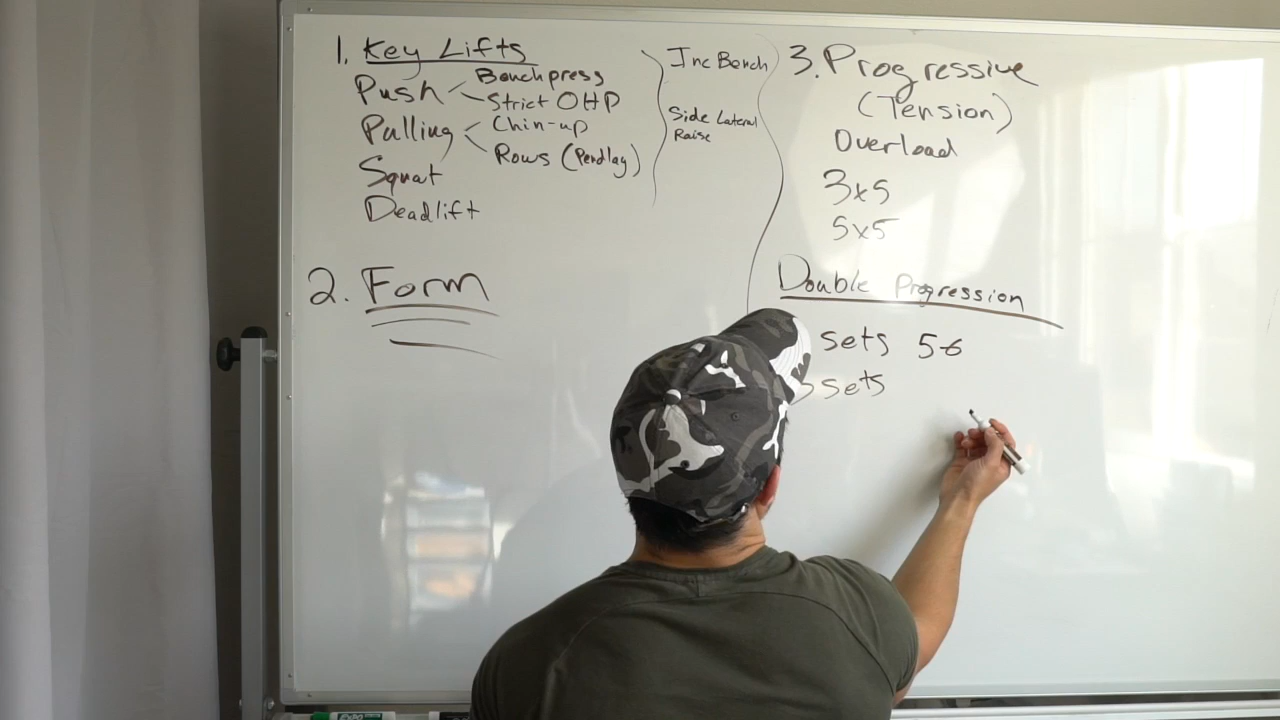 1. Key Lifts
Push
Bench press
Strict OHP
Pulling
Chin-up
Rows (Pendlay)
Squat
Deadlift
Inc Bench
Side Lateral
Raise
2. Form
3. Progressive
(Tension)
Overload
3x5
5x5
Double Progression
sets 5-6
sets
EXPO